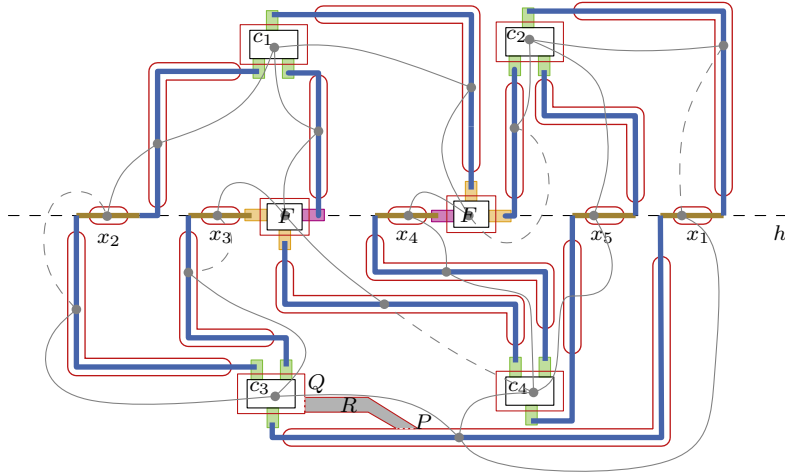 c₁
c₂
F
F
x₂
x₃
x₄
x₅
x₁
h
c₃
Q
c₄
R
P